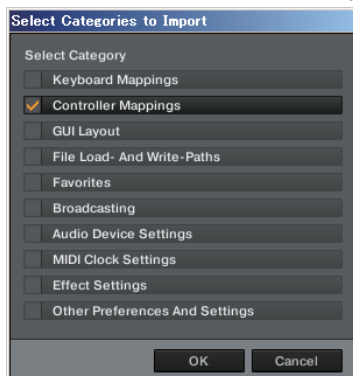 Select Categories to Import
Select Category
Keyboard Mappings
Controller Mappings
GUI Layout
File Load- And Write-Paths
Favorites
Broadcasting
Audio Device Settings
MIDI Clock Settings
Effect Settings
Other Preferences And Settings
OK Cancel